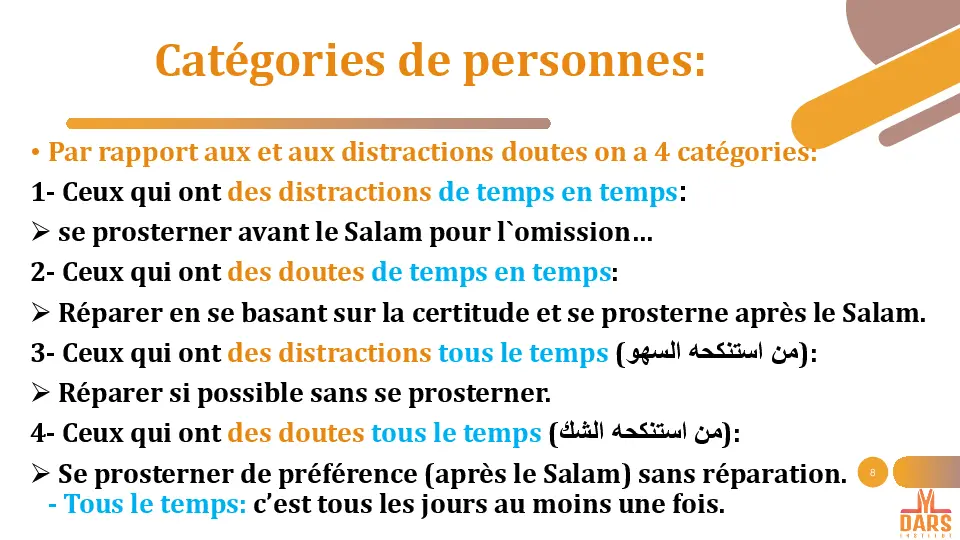 Catégories de personnes:
• Par rapport aux et aux distractions doutes on a 4 catégories:
1- Ceux qui ont des distractions de temps en temps:
➢ se prosterner avant le Salam pour l`omission…
2- Ceux qui ont des doutes de temps en temps:
➢ Réparer en se basant sur la certitude et se prosterne après le Salam.
3- Ceux qui ont des distractions tous le temps (من استنكحه السهو):
➢ Réparer si possible sans se prosterner.
4- Ceux qui ont des doutes tous le temps (من استنكحه الشك):
➢ Se prosterner de préférence (après le Salam) sans réparation.
8
- Tous le temps: c’est tous les jours au moins une fois.
DARS
INSTITUT